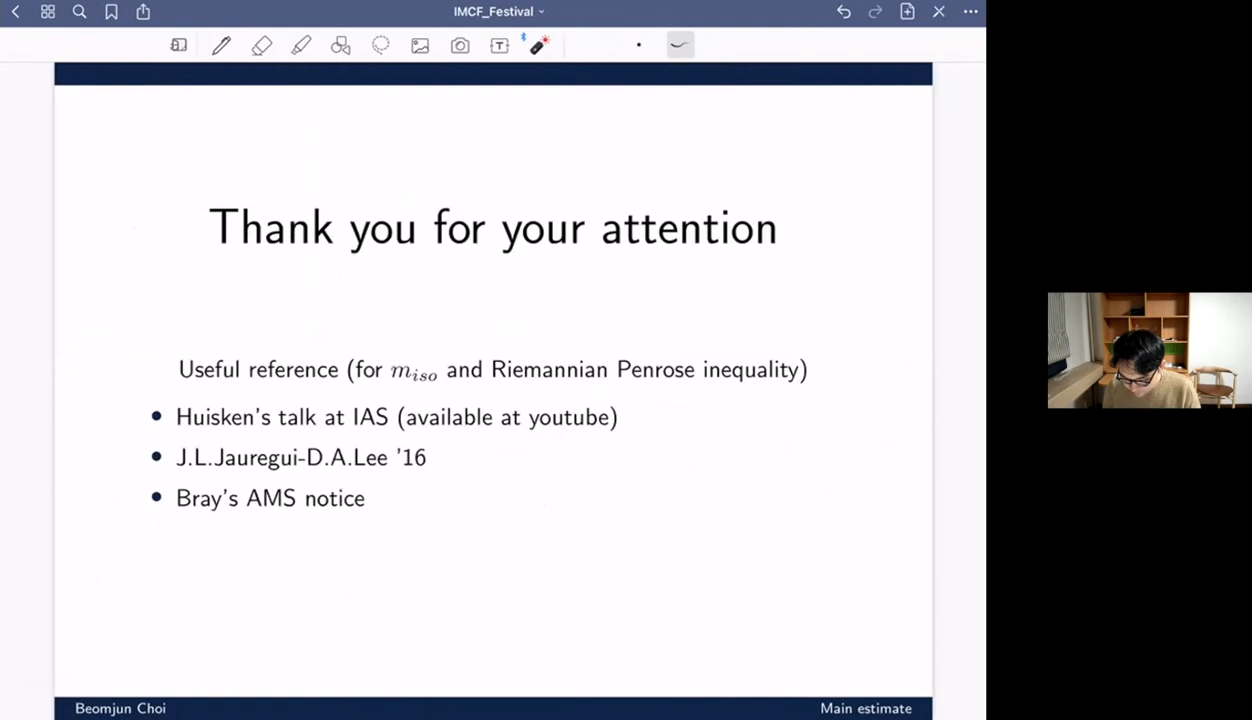 IMCF_Festival
Thank you for your attention
Useful reference (for m_iso and Riemannian Penrose inequality)
• Huisken's talk at IAS (available at youtube)
• J.L.Jauregui-D.A.Lee '16
• Bray's AMS notice
Beomjun Choi
Main estimate